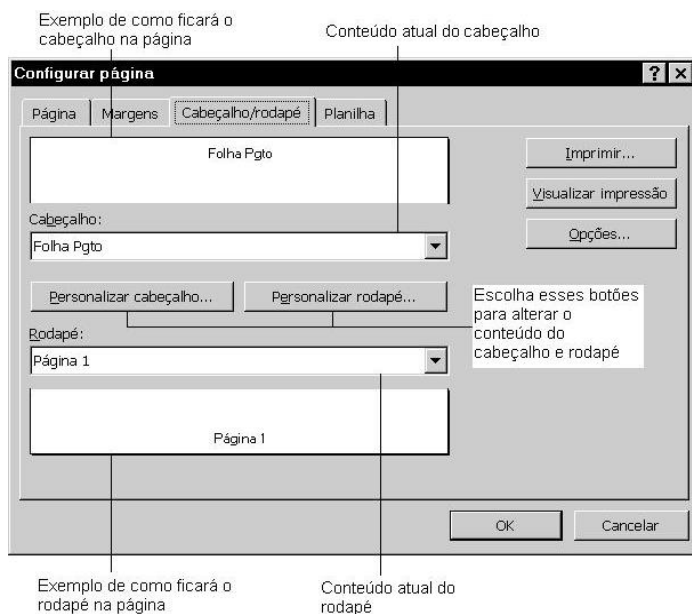 Exemplo de como ficará o
cabeçalho na página
Conteúdo atual do cabeçalho
Configurar página
Página
Margens
Cabeçalho/rodapé
Planilha
Folha Pgto
Imprimir...
Visualizar impressão
Opções...
Cabeçalho:
Folha Pgto
Personalizar cabeçalho...
Personalizar rodapé...
Escolha esses botões
para alterar o
conteúdo do
cabeçalho e rodapé
Rodapé:
Página 1
Página 1
OK
Cancelar
Exemplo de como ficará o
rodapé na página
Conteúdo atual do
rodapé